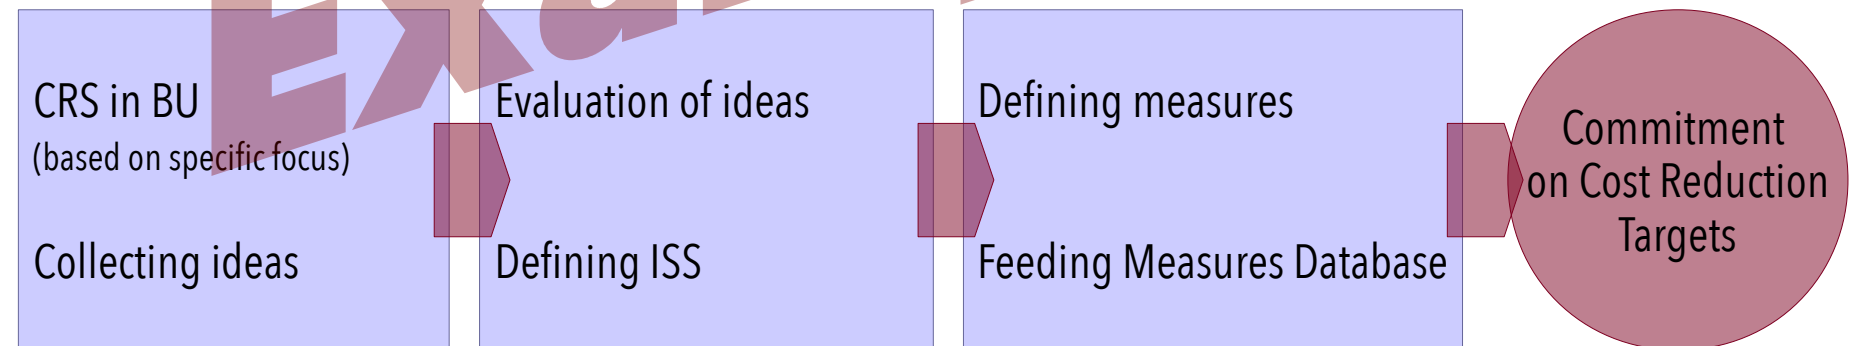 CRS in BU
(based on specific focus)
Collecting ideas
Evaluation of ideas
Defining ISS
Defining measures
Feeding Measures Database
Commitment
on Cost Reduction
Targets